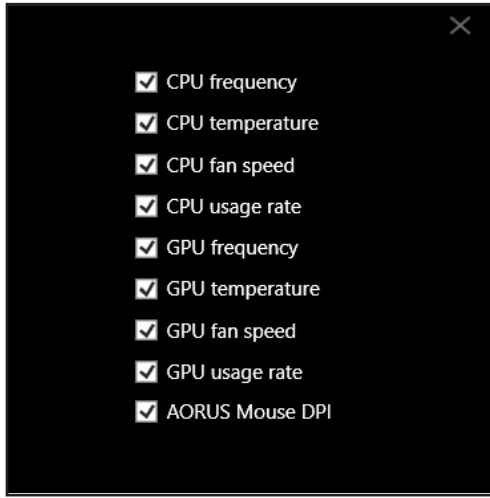 CPU frequency
CPU temperature
CPU fan speed
CPU usage rate
GPU frequency
GPU temperature
GPU fan speed
GPU usage rate
AORUS Mouse DPI